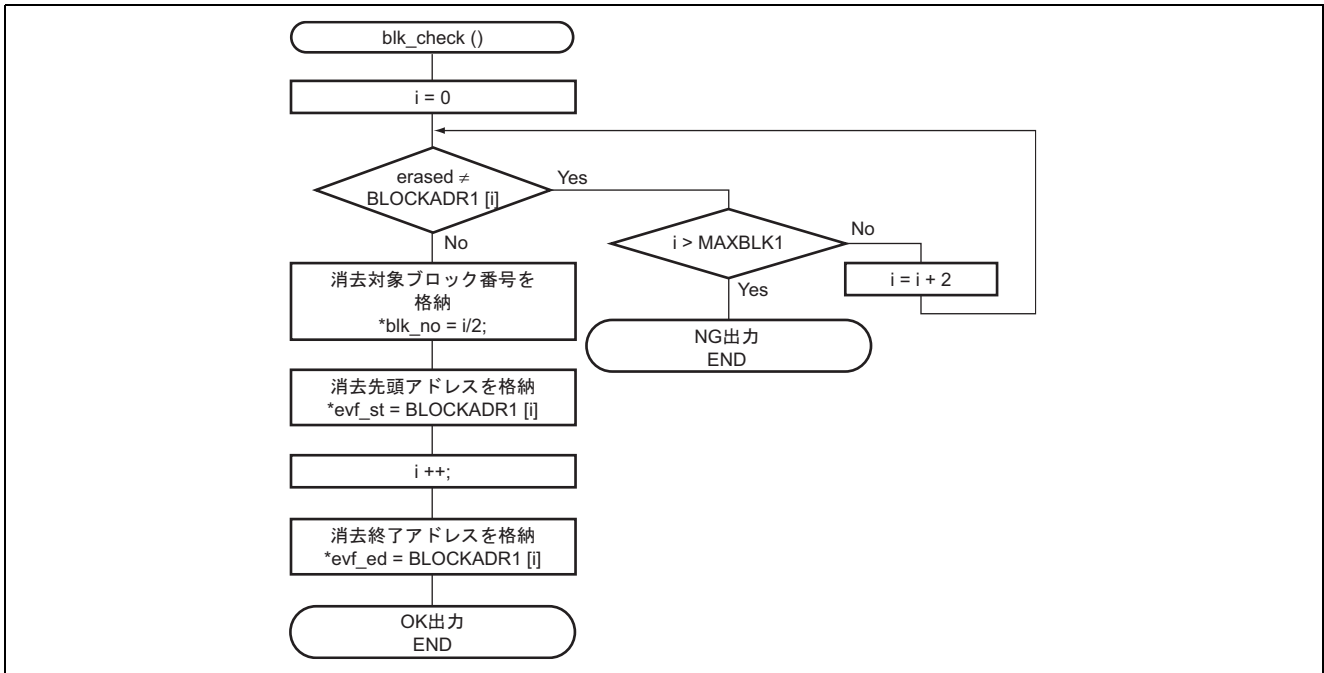 blk_check ()
i = 0
erased ≠
BLOCKADR1 [i]
Yes
No
i > MAXBLK1
No
Yes
i = i + 2
NG出力
END
消去対象ブロック番号を
格納
*blk_no = i/2;
消去先頭アドレスを格納
*evf_st = BLOCKADR1 [i]
i ++;
消去終了アドレスを格納
*evf_ed = BLOCKADR1 [i]
OK出力
END